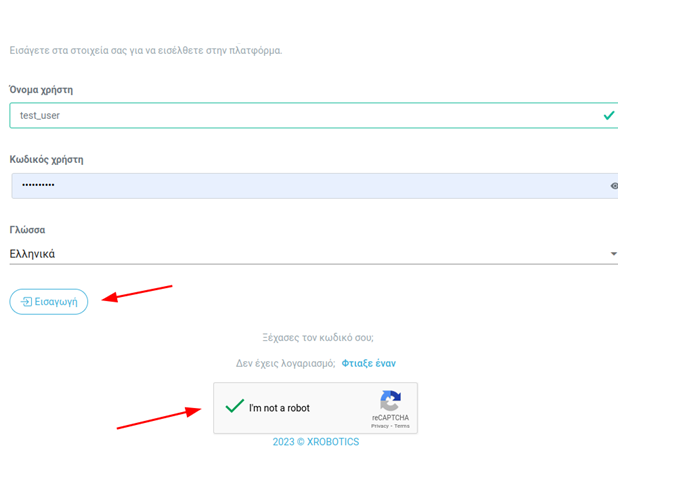 Εισάγετε στα στοιχεία σας για να εισέλθετε στην πλατφόρμα.
Όνομα χρήστη
test_user
Κωδικός χρήστη
••••••••••
Γλώσσα
Ελληνικά
Εισαγωγή
Ξέχασες τον κωδικό σου;
Δεν έχεις λογαριασμό; Φτιαξε έναν
I'm not a robot
reCAPTCHA
Privacy - Terms
2023 © XROBOTICS